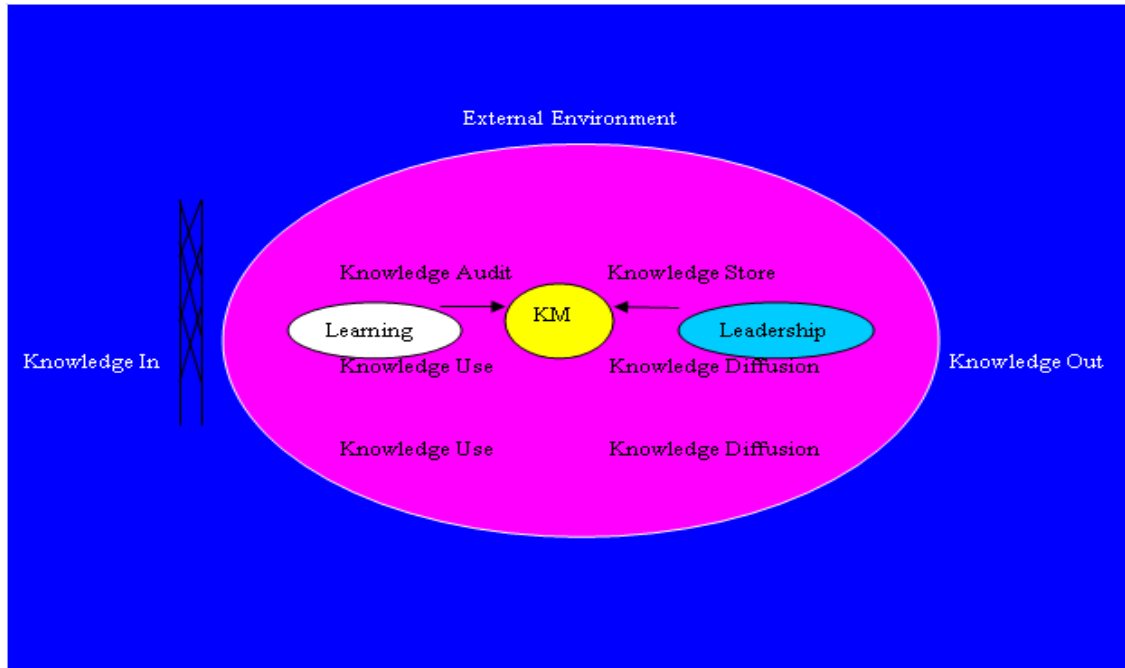 External Environment
Knowledge Audit
Knowledge Store
Learning
KM
Leadership
Knowledge In
Knowledge Use
Knowledge Diffusion
Knowledge Out
Knowledge Use
Knowledge Diffusion